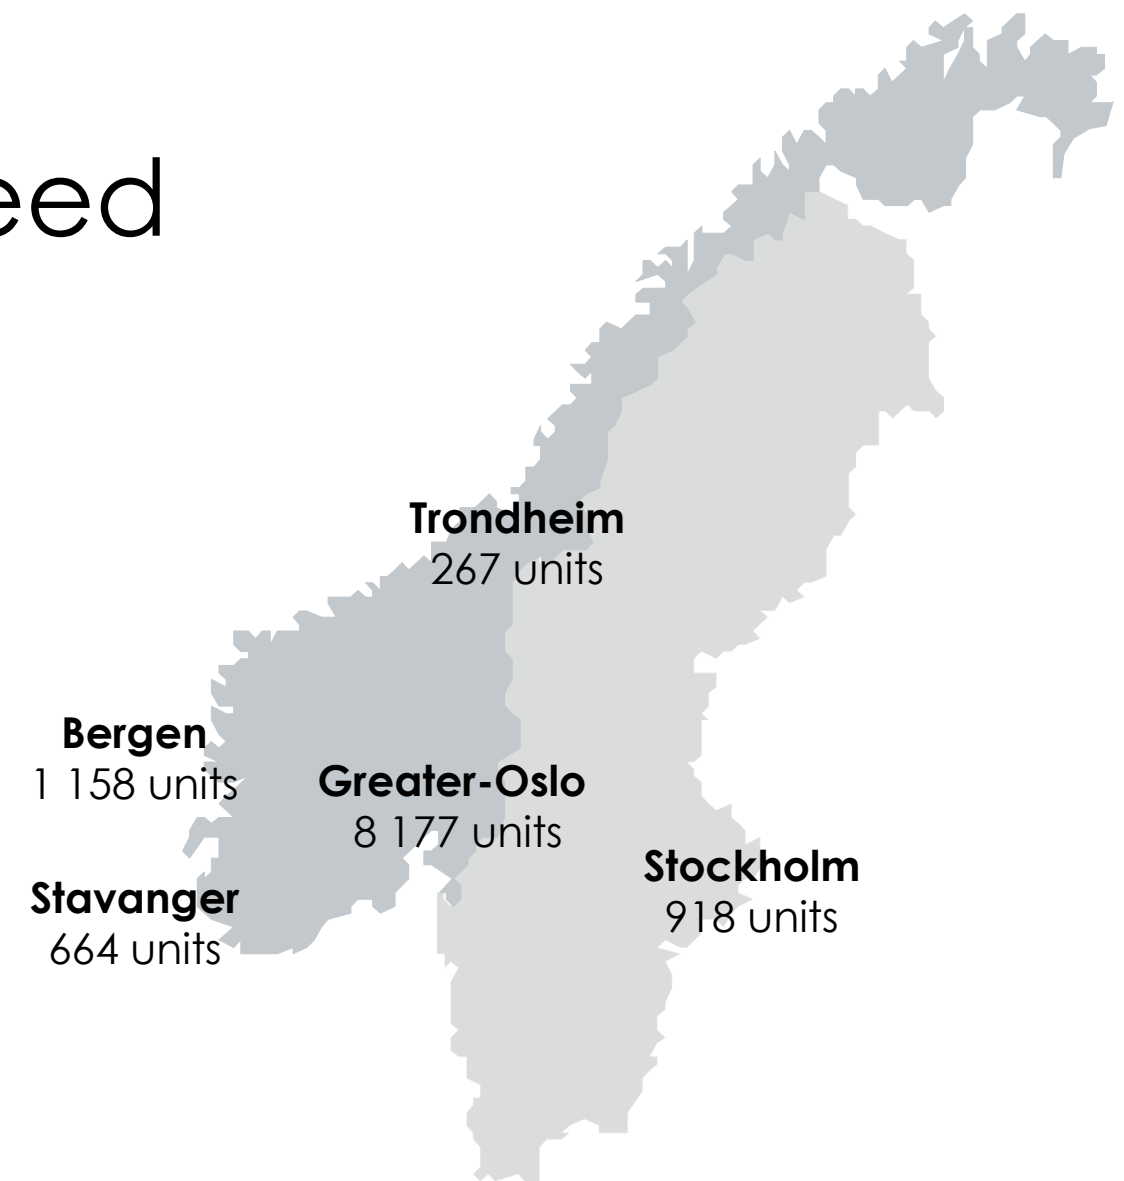 eed
Trondheim
267 units
Bergen
1 158 units
Greater-Oslo
8 177 units
Stockholm
918 units
Stavanger
664 units